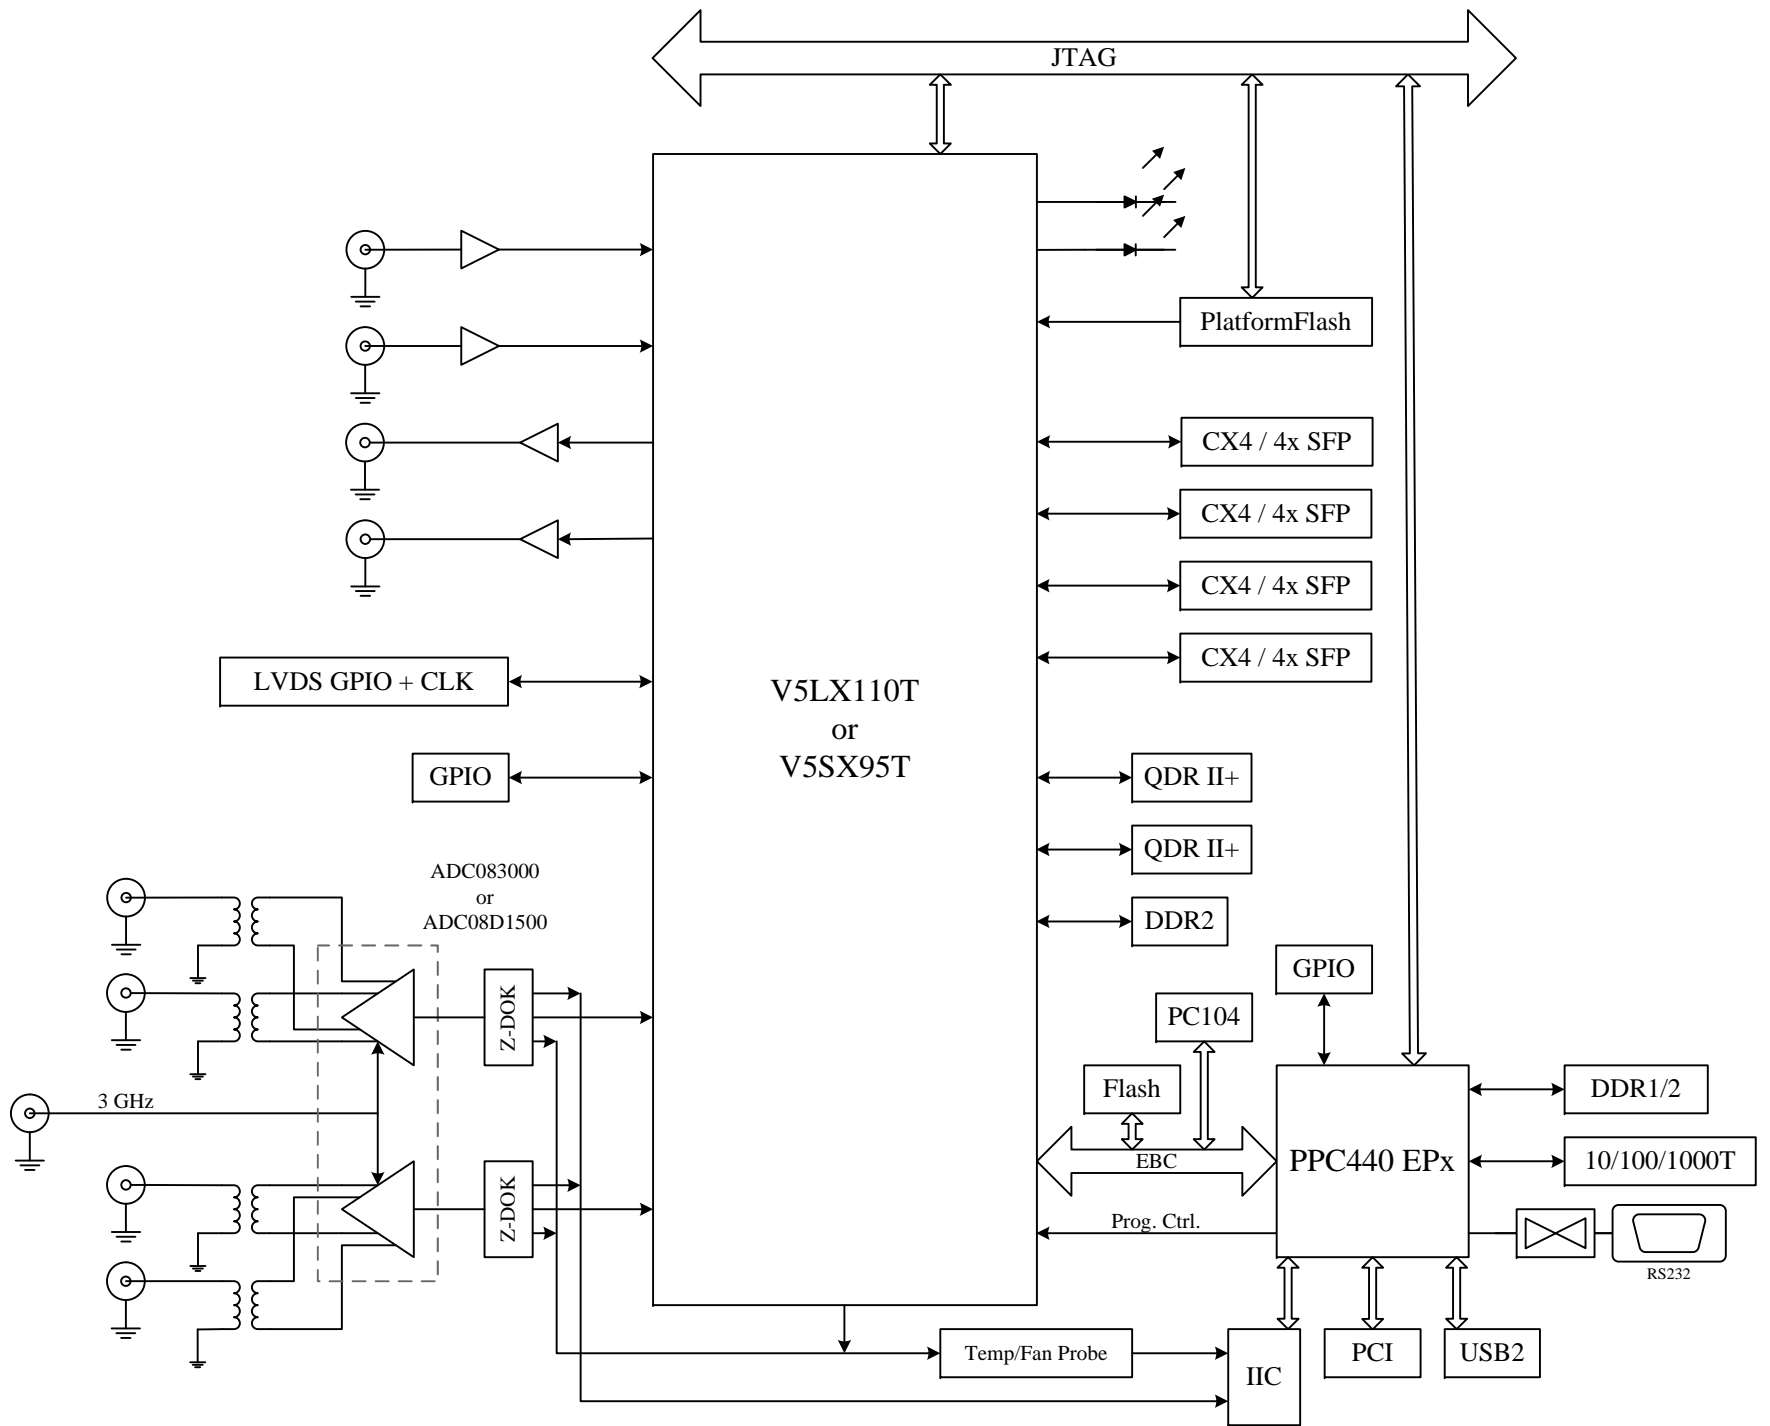 JTAG
PlatformFlash
CX4 / 4x SFP
CX4 / 4x SFP
CX4 / 4x SFP
CX4 / 4x SFP
LVDS GPIO + CLK
V5LX110T
or
V5SX95T
GPIO
QDR II+
QDR II+
DDR2
ADC083000
or
ADC08D1500
GPIO
Z-DOK
PC104
Flash
DDR1/2
3 GHz
EBC
PPC440 EPx
10/100/1000T
Z-DOK
Prog. Ctrl.
RS232
Temp/Fan Probe
IIC
PCI
USB2